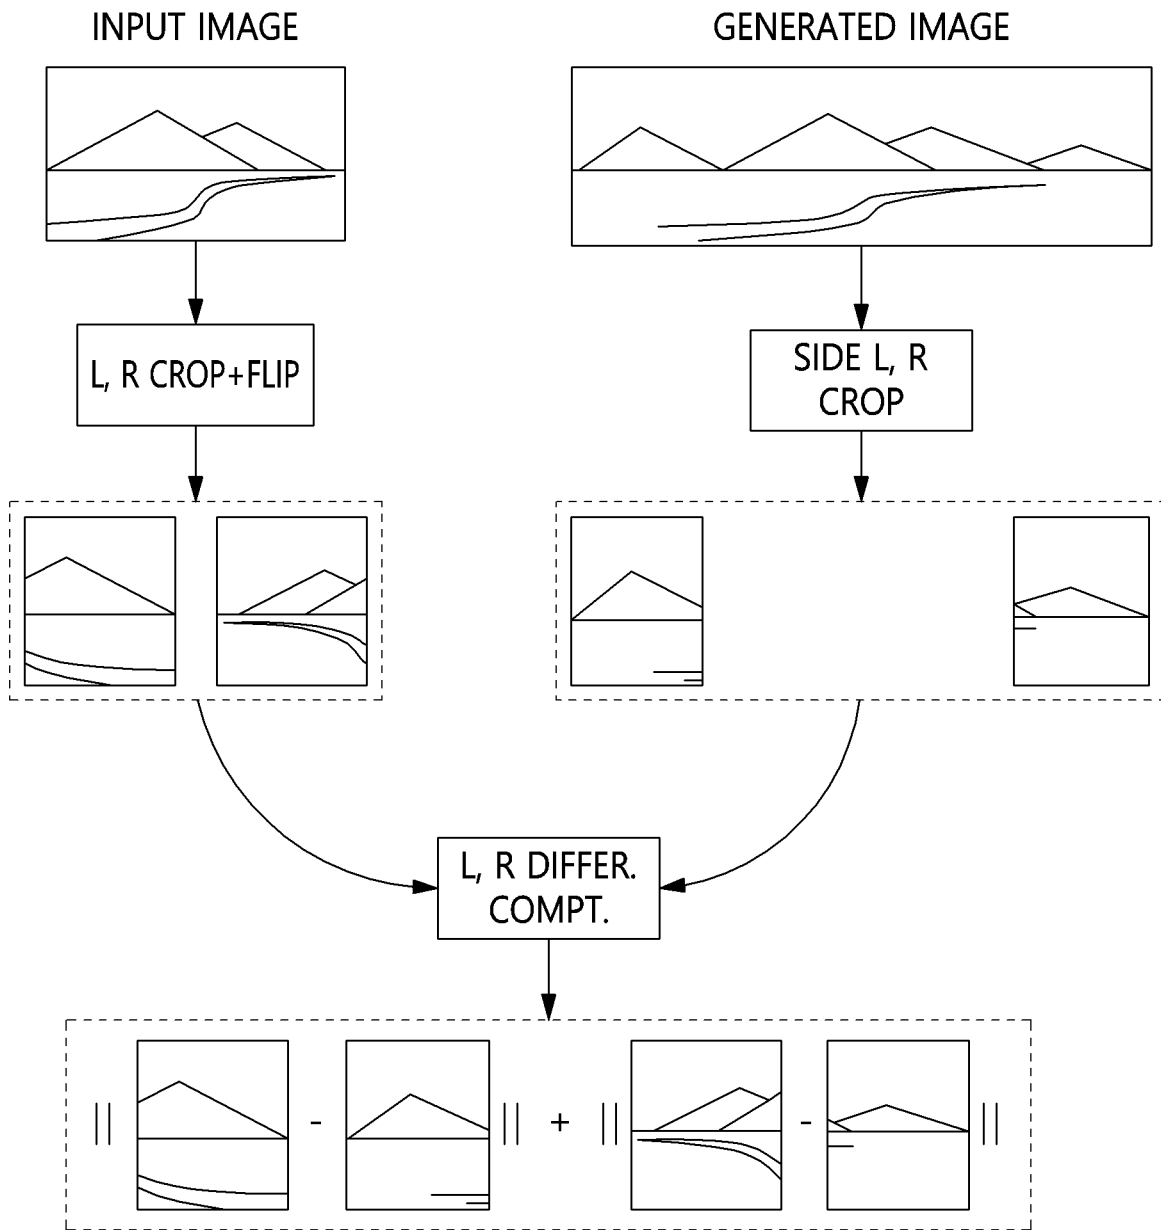 INPUT IMAGE
GENERATED IMAGE
L, R CROP+FLIP
SIDE L, R
CROP
L, R DIFFER.
COMPT.
|| - || + || - ||